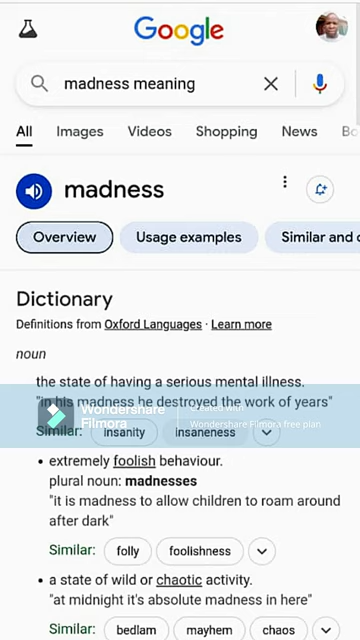 Google
madness meaning
All Images Videos Shopping News Bo
madness
Overview Usage examples Similar and o
Dictionary
Definitions from Oxford Languages · Learn more
noun
the state of having a serious mental illness.
"in his madness he destroyed the work of years"
Wondershare
Filmora
Created with
Wondershare Filmora free plan
Similar: insanity insaneness
• extremely foolish behaviour.
plural noun: madnesses
"it is madness to allow children to roam around
after dark"
Similar: folly foolishness
• a state of wild or chaotic activity.
"at midnight it's absolute madness in here"
Similar: bedlam mayhem chaos